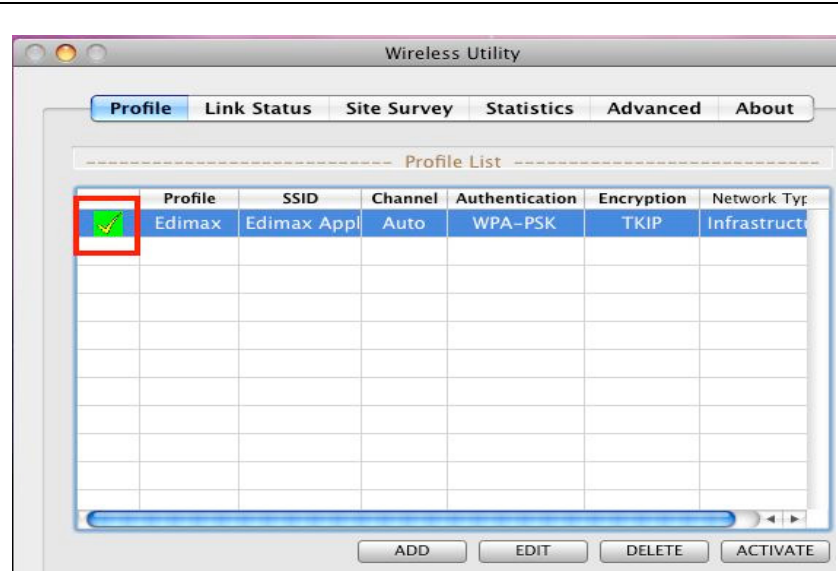 Wireless Utility
Profile Link Status Site Survey Statistics Advanced About
Profile List
Profile SSID Channel Authentication Encryption Network Typ
Edimax Edimax Appl Auto WPA-PSK TKIP Infrastruct
ADD EDIT DELETE ACTIVATE